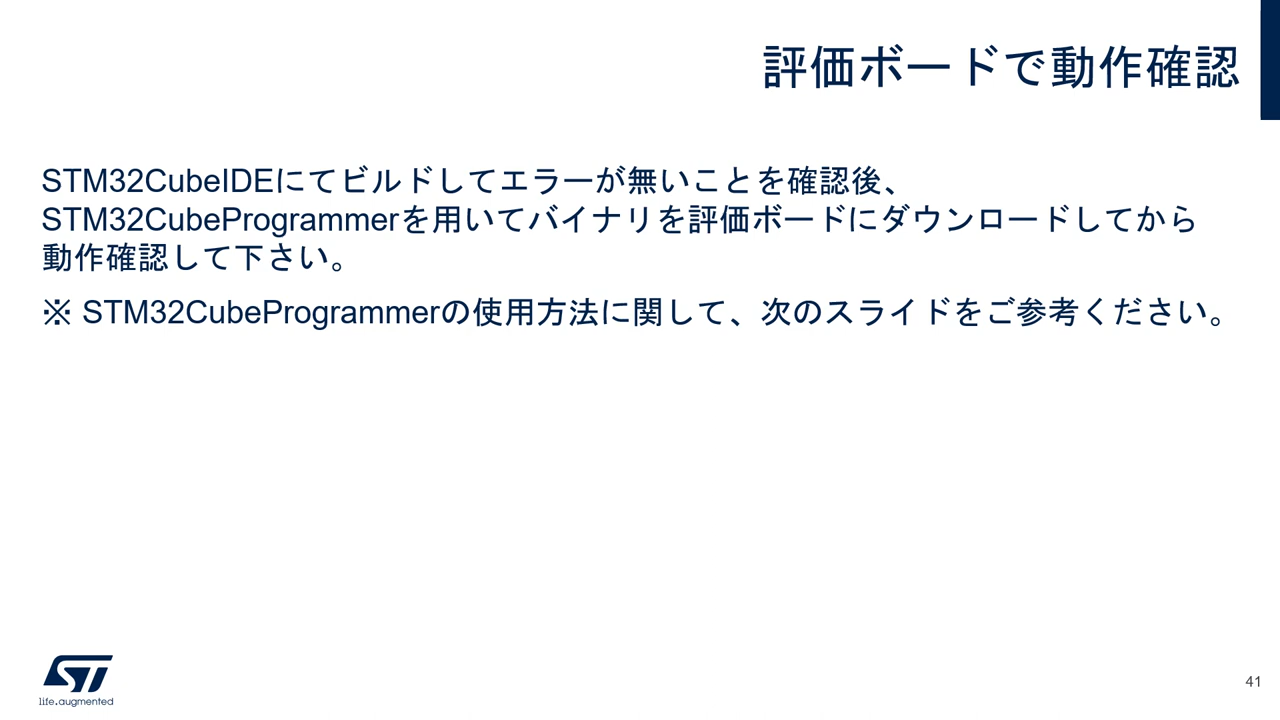 評価ボードで動作確認
STM32CubeIDEにてビルドしてエラーが無いことを確認後、
STM32CubeProgrammerを用いてバイナリを評価ボードにダウンロードしてから
動作確認して下さい。
※ STM32CubeProgrammerの使用方法に関して、次のスライドをご参考ください。
ST
life.augmented
41